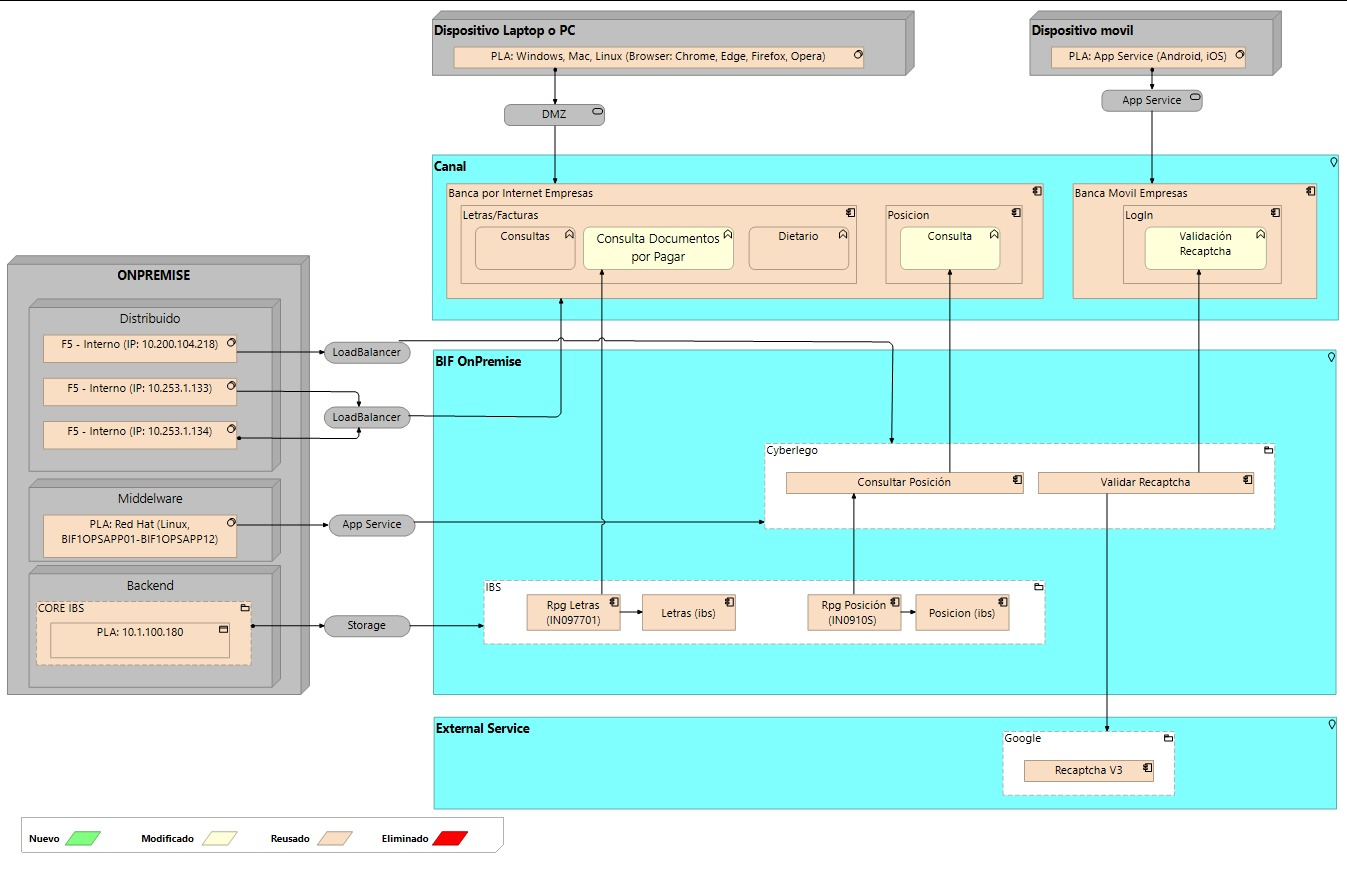 Dispositivo Laptop o PC
PLA: Windows, Mac, Linux (Browser: Chrome, Edge, Firefox, Opera)
Dispositivo movil
PLA: App Service (Android, iOS)
DMZ
App Service
Canal
Banca por Internet Empresas
Letras/Facturas
Consultas
Consulta Documentos
por Pagar
Dietario
Posicion
Consulta
Banca Movil Empresas
LogIn
Validación
Recaptcha
ONPREMISE
Distribuido
F5 - Interno (IP: 10.200.104.218)
F5 - Interno (IP: 10.253.1.133)
F5 - Interno (IP: 10.253.1.134)
LoadBalancer
LoadBalancer
Middelware
PLA: Red Hat (Linux,
BIF1OPSAPP01-BIF1OPSAPP12)
App Service
Backend
CORE IBS
PLA: 10.1.100.180
Storage
BIF OnPremise
Cyberlego
Consultar Posición
Validar Recaptcha
IBS
Rpg Letras
(IN097701)
Letras (ibs)
Rpg Posición
(IN0910S)
Posicion (ibs)
External Service
Google
Recaptcha V3
Nuevo
Modificado
Reusado
Eliminado